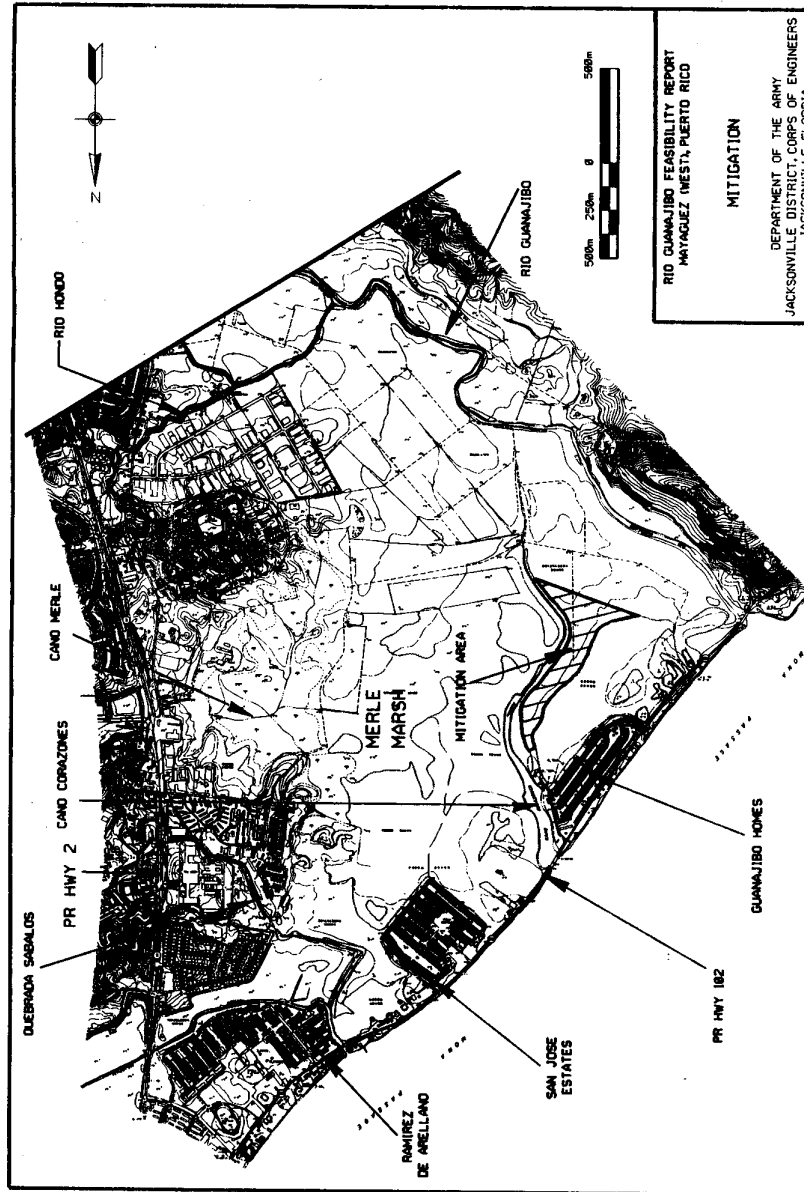 QUEBRADA SABALOS
PR HWY 2
CANO CORAZONES
CANO MERLE
RIO HONDO
N
RIO GUANAJIBO
MERLE
MARSH
MITIGATION AREA
RAMIREZ
DE ARELLANO
SAN JOSE
ESTATES
PR HWY 102
GUANAJIBO HOMES
500m 250m 0 500m
RIO GUANAJIBO FEASIBILITY REPORT
MAYAGUEZ (WEST), PUERTO RICO
MITIGATION
DEPARTMENT OF THE ARMY
JACKSONVILLE DISTRICT, CORPS OF ENGINEERS
JACKSONVILLE, FLORIDA